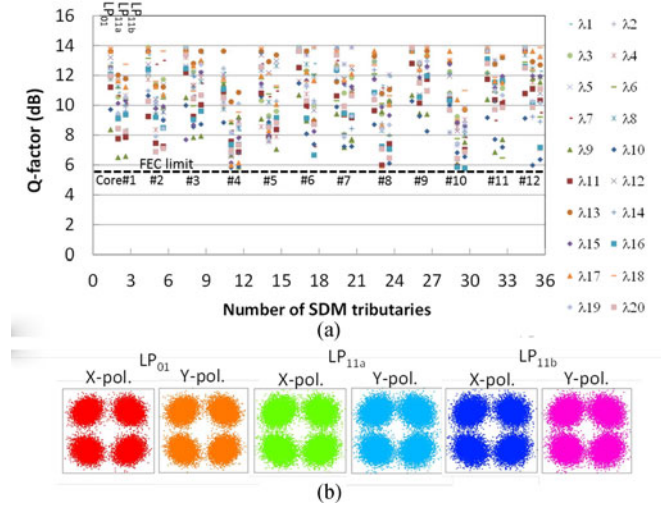 LP01
LP11a
LP11b
16
14
12
10
8
6
4
2
0
Q-factor (dB)
FEC limit
Core#1 #2 #3 #4 #5 #6 #7 #8 #9 #10 #11 #12
0 3 6 9 12 15 18 21 24 27 30 33 36
Number of SDM tributaries
λ1 λ2
λ3 λ4
λ5 λ6
λ7 λ8
λ9 λ10
λ11 λ12
λ13 λ14
λ15 λ16
λ17 λ18
λ19 λ20
(a)
LP01 LP11a LP11b
X-pol. Y-pol. X-pol. Y-pol. X-pol. Y-pol.
(b)